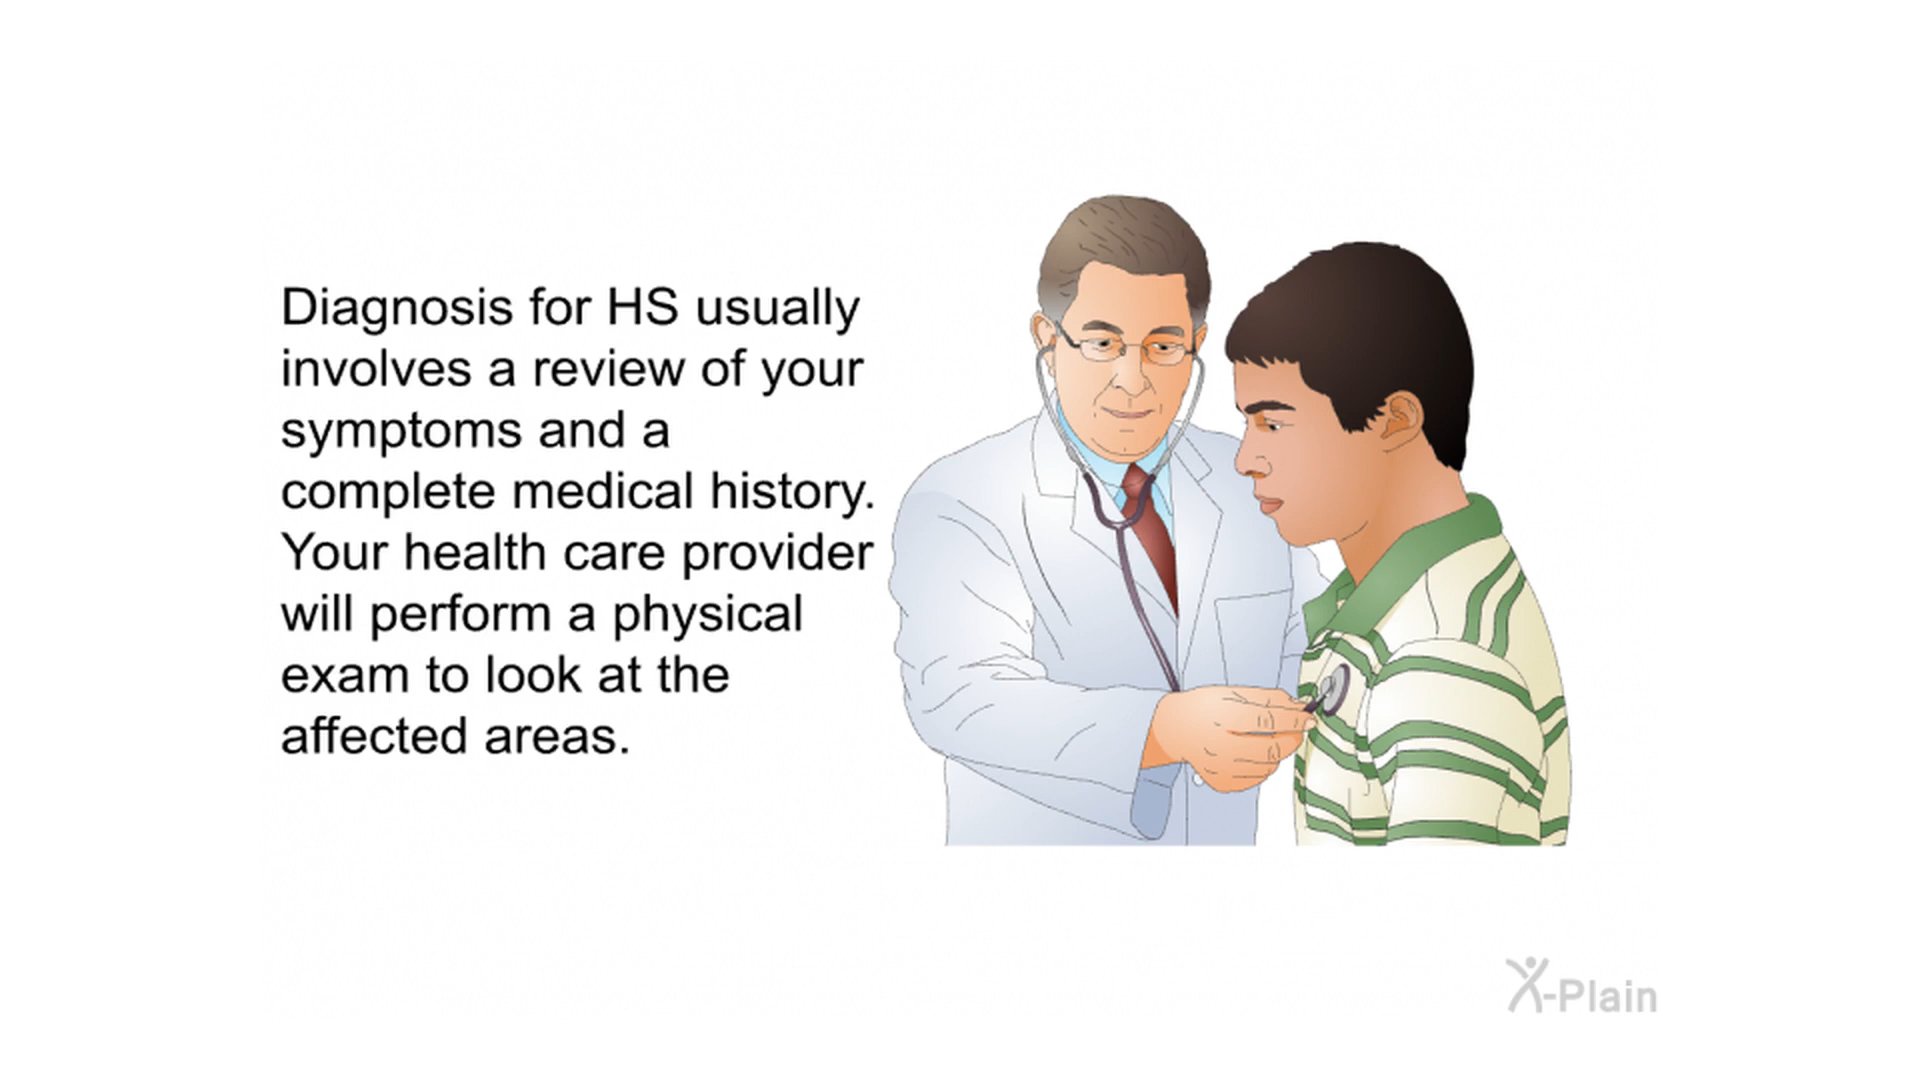 Diagnosis for HS usually
involves a review of your
symptoms and a
complete medical history.
Your health care provider
will perform a physical
exam to look at the
affected areas.
X-Plain